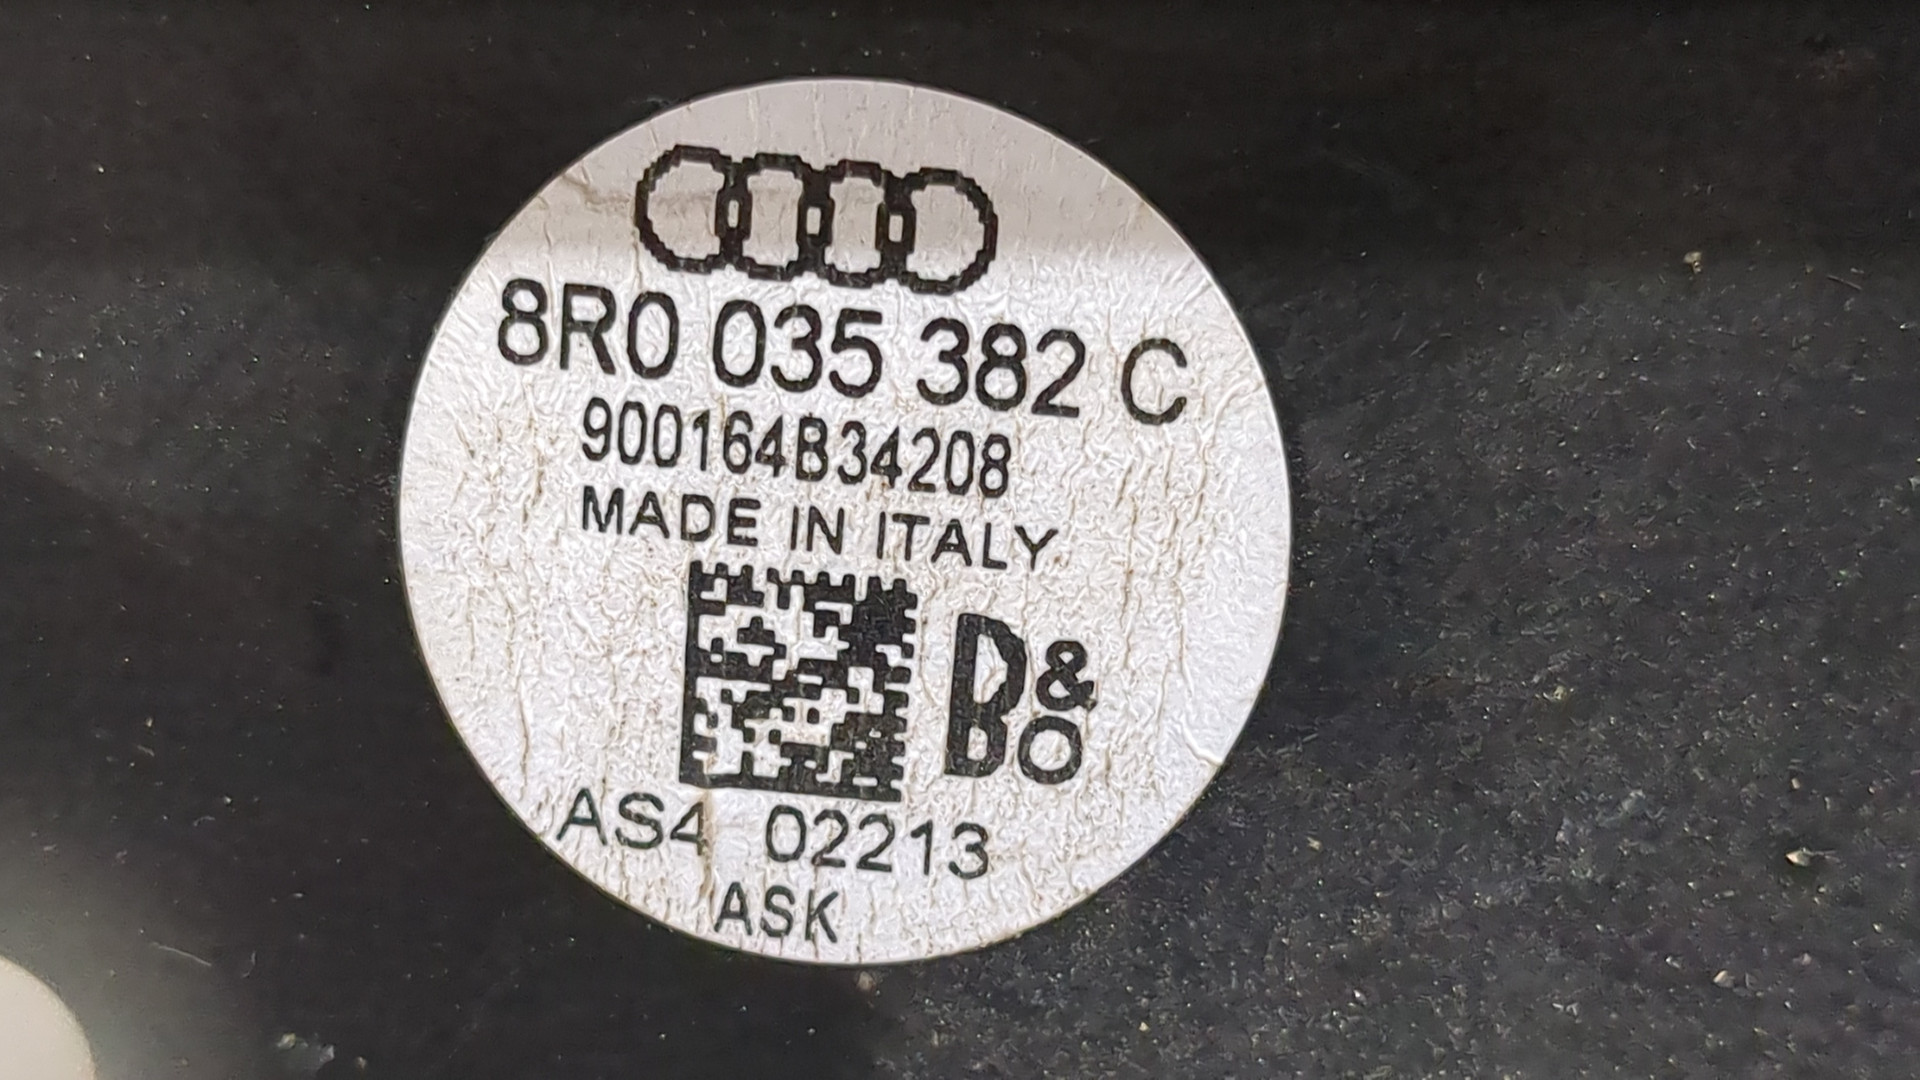 8R0 035 382 C
900164B34208
MADE IN ITALY
B&O
AS4 02213
ASK